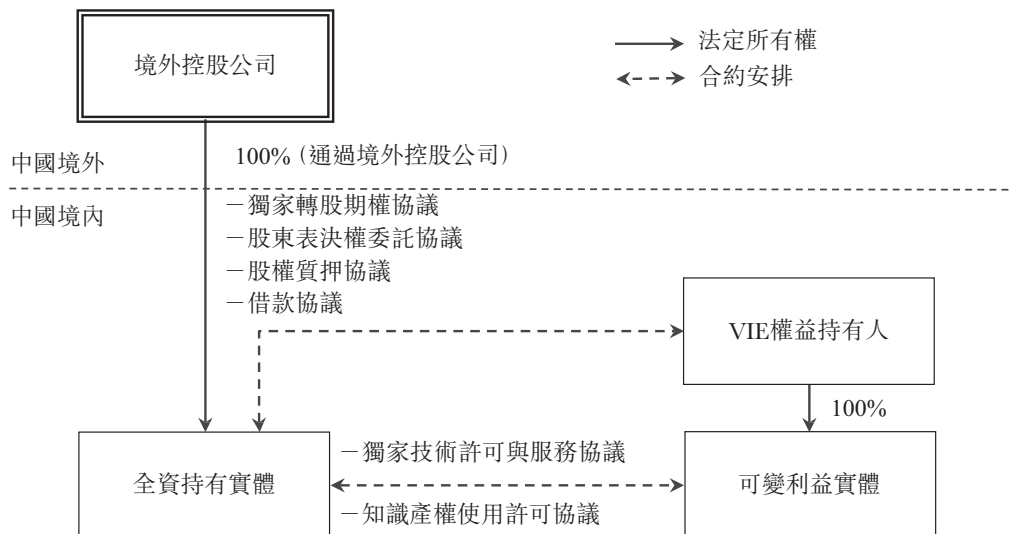 境外控股公司
法定所有權
合約安排
100%（通過境外控股公司）
中國境外
中國境內
－獨家轉股期權協議
－股東表決權委託協議
－股權質押協議
－借款協議
VIE權益持有人
100%
－獨家技術許可與服務協議
全資持有實體
可變利益實體
－知識產權使用許可協議